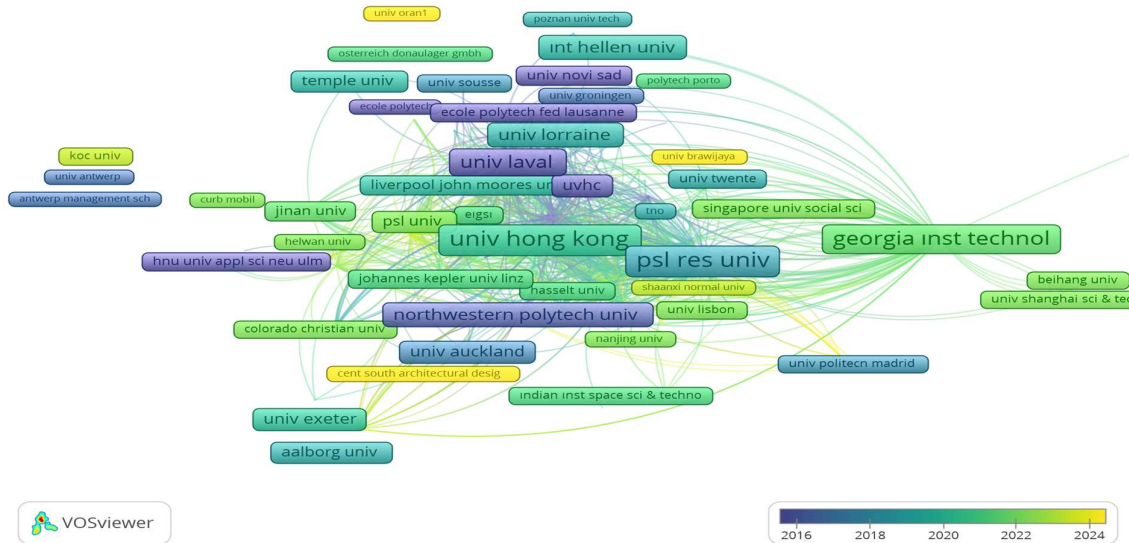 univ oran1
poznan univ tech
ınt hellen univ
osterreich donaulager gmbh
temple univ
univ sousse
univ novi sad
polytech porto
univ groningen
ecole polytech
ecole polytech fed lausanne
univ lorraine
koc univ
univ laval
univ brawijaya
univ antwerp
liverpool john moores un
uvhc
univ twente
antwerp management sch
curb mobil
jinan univ
psl univ
eıgsı
tno
singapore univ social sci
helwan univ
univ hong kong
georgia ınst technol
hnu univ appl sci neu ulm
psl res univ
johannes kepler univ linz
hasselt univ
shaanxi normal univ
beihang univ
univ shanghai sci & tec
northwestern polytech univ
univ lisbon
colorado christian univ
nanjing univ
univ auckland
univ politecn madrid
cent south architectural desig
ındian ınst space sci & techno
univ exeter
aalborg univ
VOSviewer
2016 2018 2020 2022 2024